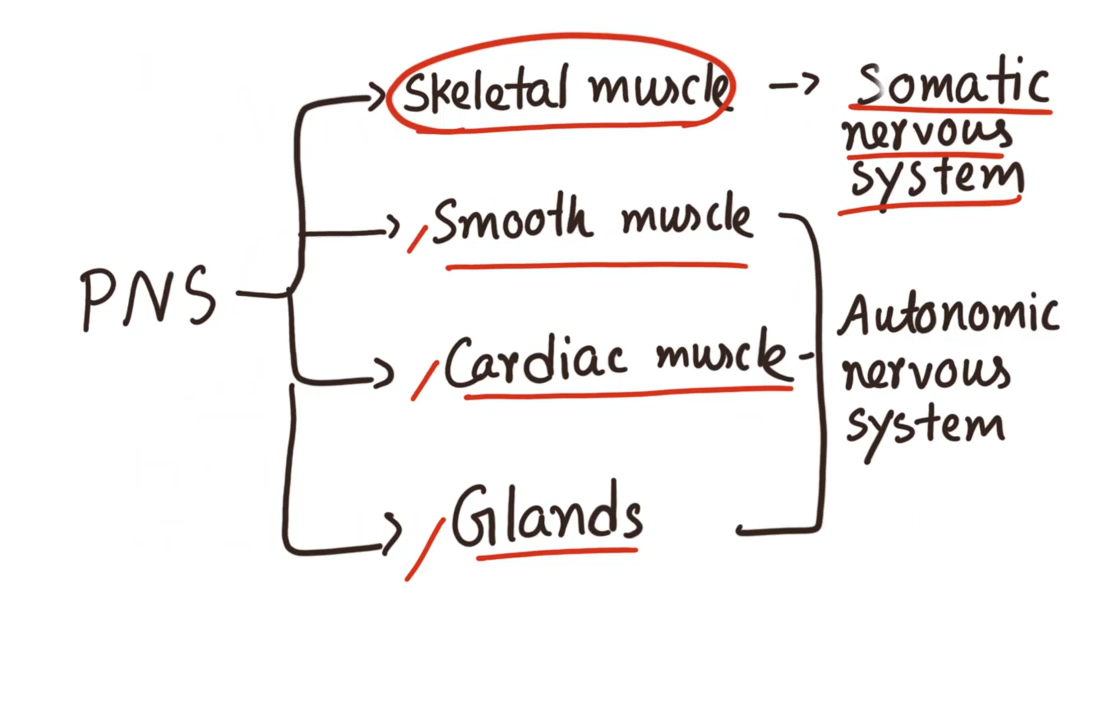 Skeletal muscle -> Somatic
nervous
system
Smooth muscle
PNS
Cardiac muscle
Autonomic
nervous
system
Glands